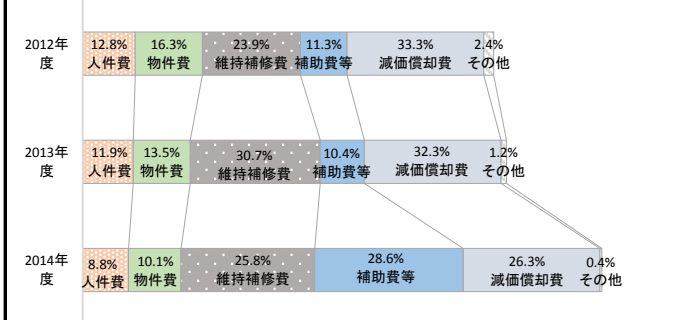 2012年
度
12.8% 16.3% 23.9% 11.3% 33.3% 2.4%
人件費 物件費 維持補修費 補助費等 減価償却費 その他
2013年
度
11.9% 13.5% 30.7% 10.4% 32.3% 1.2%
人件費 物件費 維持補修費 補助費等 減価償却費 その他
2014年
度
8.8% 10.1% 25.8% 28.6% 26.3% 0.4%
人件費 物件費 維持補修費 補助費等 減価償却費 その他